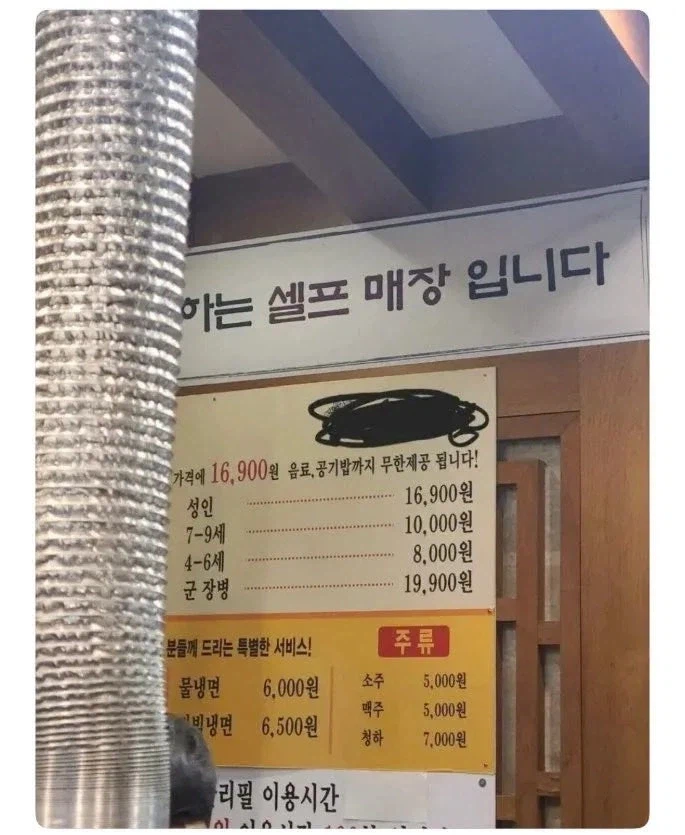 하는 셀프 매장 입니다
가격에 16,900원 음료,공기밥까지 무한제공 됩니다!
성인 16,900원
7-9세 10,000원
4-6세 8,000원
군 장병 19,900원
분들께 드리는 특별한 서비스!
물냉면 6,000원
빔냉면 6,500원
주류
소주 5,000원
맥주 5,000원
청하 7,000원
리필 이용시간